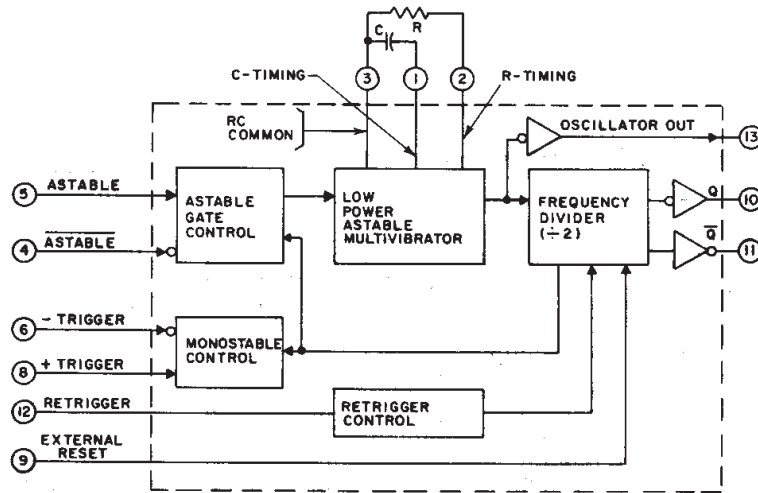 R
C
3
1
2
C-TIMING
R-TIMING
RC
COMMON
OSCILLATOR OUT
13
5
ASTABLE
ASTABLE
GATE
CONTROL
LOW
POWER
ASTABLE
MULTIVIBRATOR
FREQUENCY
DIVIDER
(÷2)
Q
10
4
ASTABLE
Q
11
6
- TRIGGER
MONOSTABLE
CONTROL
8
+ TRIGGER
12
RETRIGGER
RETRIGGER
CONTROL
9
EXTERNAL
RESET